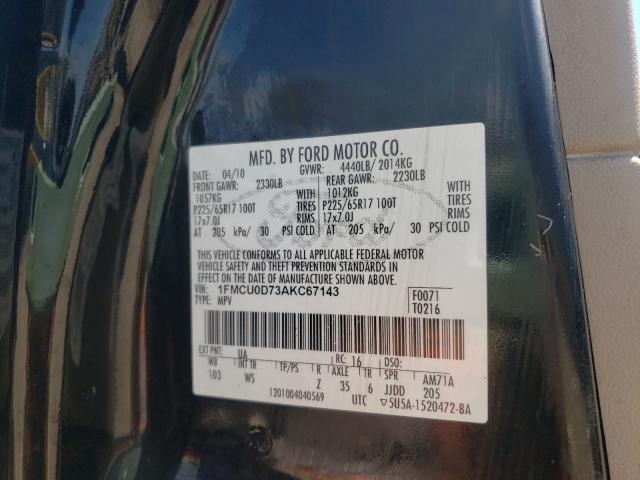 MFD. BY FORD MOTOR CO.
DATE: 04/10 GVWR: 4440LB/ 2014KG
FRONT GAWR: 2330LB REAR GAWR: 2230LB
1057KG WITH 1012KG WITH
P225/65R17 100T TIRES P225/65R17 100T TIRES
17x7.0J RIMS 17x7.0J RIMS
AT 205 kPa/ 30 PSI COLD AT 205 kPa/ 30 PSI COLD
THIS VEHICLE CONFORMS TO ALL APPLICABLE FEDERAL MOTOR
VEHICLE SAFETY AND THEFT PREVENTION STANDARDS IN
EFFECT ON THE DATE OF MANUFACTURE SHOWN ABOVE.
VIN: 1FMCU0D73AKC67143 F0071
TYPE: MPV T0216
EXT PNT: UA RC: 16 DSO:
WB INT TR TP/PS R AXLE TR SPR AM71A
103 WS Z 35 6 JJDD 205
1201004040569 UTC ▽5U5A-1520472-BA